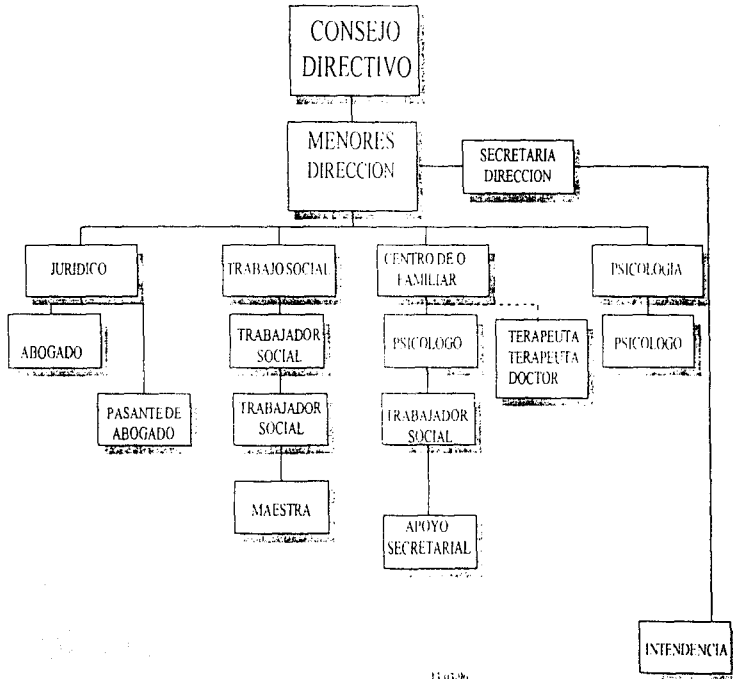 CONSEJO
DIRECTIVO
MENORES
DIRECCION
SECRETARIA
DIRECCION
JURIDICO
TRABAJO SOCIAL
CENTRO DE O
FAMILIAR
PSICOLOGIA
ABOGADO
PASANTE DE
ABOGADO
TRABAJADOR
SOCIAL
TRABAJADOR
SOCIAL
MAESTRA
PSICOLOGO
TRABAJADOR
SOCIAL
APOYO
SECRETARIAL
TERAPEUTA
TERAPEUTA
DOCTOR
PSICOLOGO
INTENDENCIA